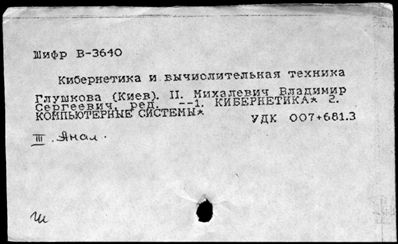 Шифр В-3640
Кибернетика и вычислительная техника
Глушкова (Киев). II. Михалевич Владимир
Сергеевич, ред. --1. КИБЕРНЕТИКА* 2.
КОМПЬЮТЕРНЫЕ СИСТЕМЫ*
УДК 007+681.3
III. Анал.